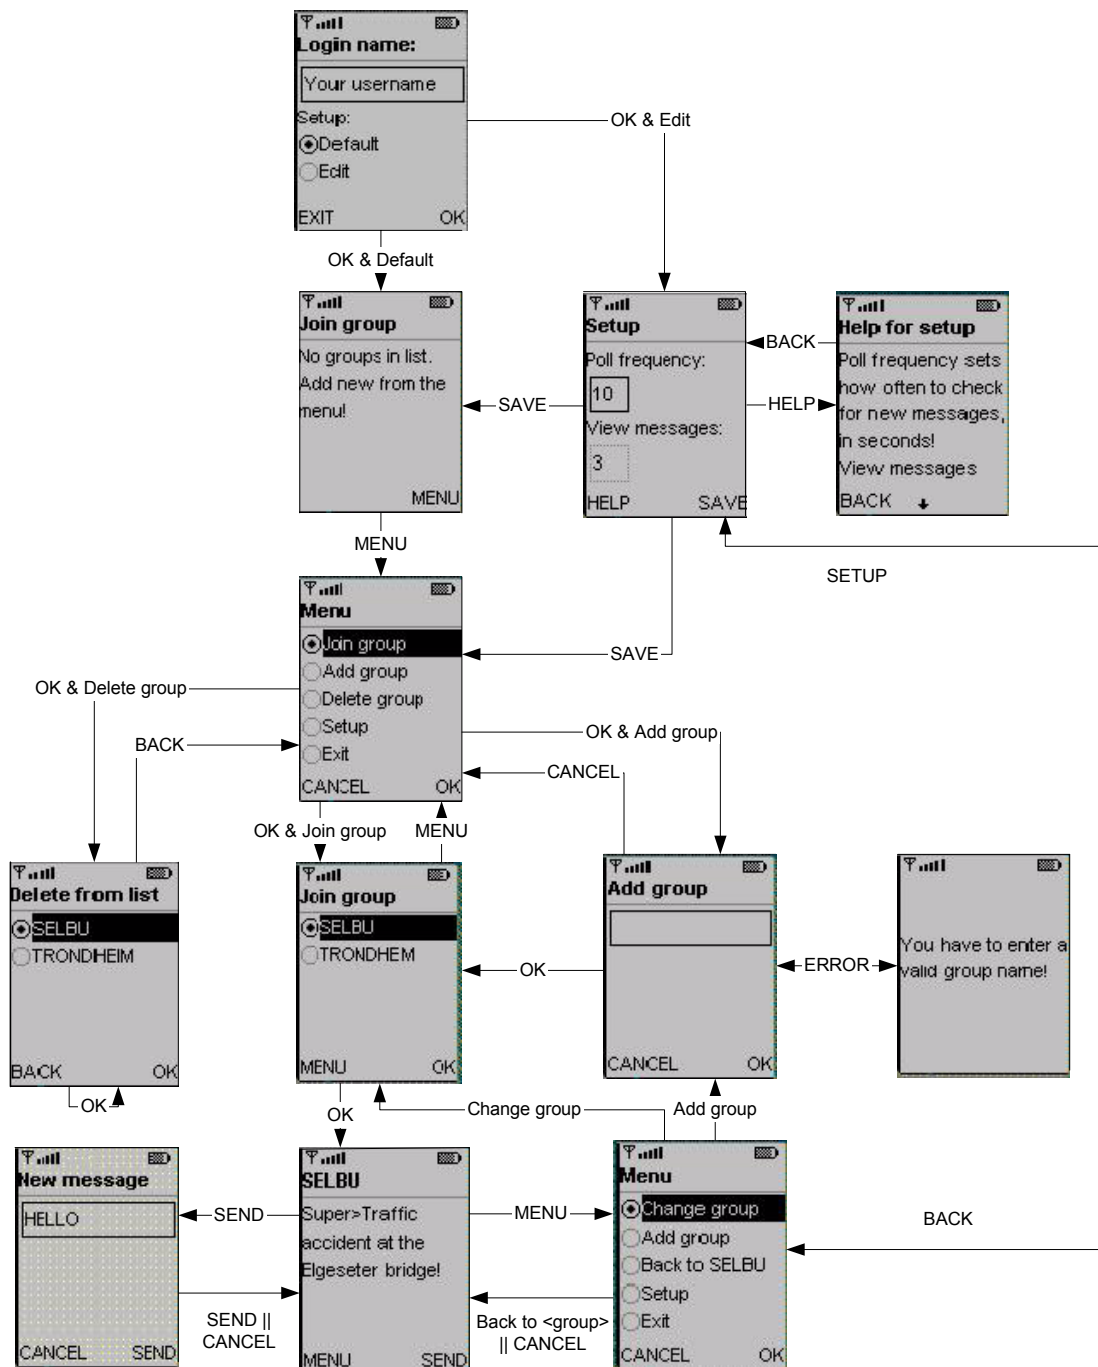 Login name:
Your username
Setup:
Default
Edit
EXIT OK
OK & Edit
OK & Default
Join group
No groups in list.
Add new from the
menu!
MENU
SAVE
Setup
Poll frequency:
10
View messages:
3
HELP SAVE
BACK
HELP
Help for setup
Poll frequency sets
how often to check
for new messages,
in seconds!
View messages
BACK
SETUP
MENU
Menu
Join group
Add group
Delete group
Setup
Exit
CANCEL OK
SAVE
OK & Delete group
BACK
OK & Add group
CANCEL
OK & Join group
MENU
Delete from list
SELBU
TRONDHEIM
BACK OK
OK
Join group
SELBU
TRONDHEIM
MENU OK
OK
Add group
CANCEL OK
ERROR
You have to enter a
valid group name!
OK
Change group
Add group
New message
HELLO
CANCEL SEND
SEND
SEND ||
CANCEL
SELBU
Super>Traffic
accident at the
Elgeseter bridge!
MENU SEND
MENU
Back to <group>
|| CANCEL
Menu
Change group
Add group
Back to SELBU
Setup
Exit
CANCEL OK
BACK